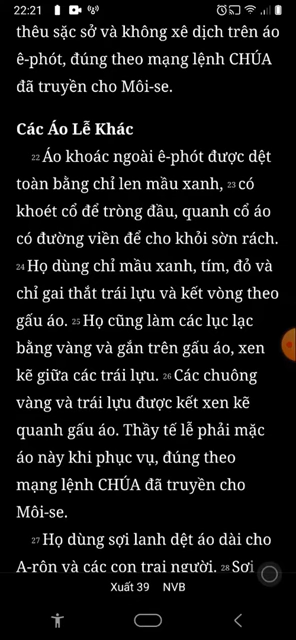 22:21
thêu sặc sở và không xê dịch trên áo
ê-phót, đúng theo mạng lệnh CHÚA
đã truyền cho Môi-se.
Các Áo Lễ Khác
22 Áo khoác ngoài ê-phót được dệt
toàn bằng chỉ len mầu xanh, 23 có
khoét cổ để tròng đầu, quanh cổ áo
có đường viền để cho khỏi sờn rách.
24 Họ dùng chỉ mầu xanh, tím, đỏ và
chỉ gai thắt trái lựu và kết vòng theo
gấu áo. 25 Họ cũng làm các lục lạc
bằng vàng và gắn trên gấu áo, xen
kẽ giữa các trái lựu. 26 Các chuông
vàng và trái lựu được kết xen kẽ
quanh gấu áo. Thầy tế lễ phải mặc
áo này khi phục vụ, đúng theo
mạng lệnh CHÚA đã truyền cho
Môi-se.
27 Họ dùng sợi lanh dệt áo dài cho
A-rôn và các con trai người. 28 Sợi
Xuất 39 NVB